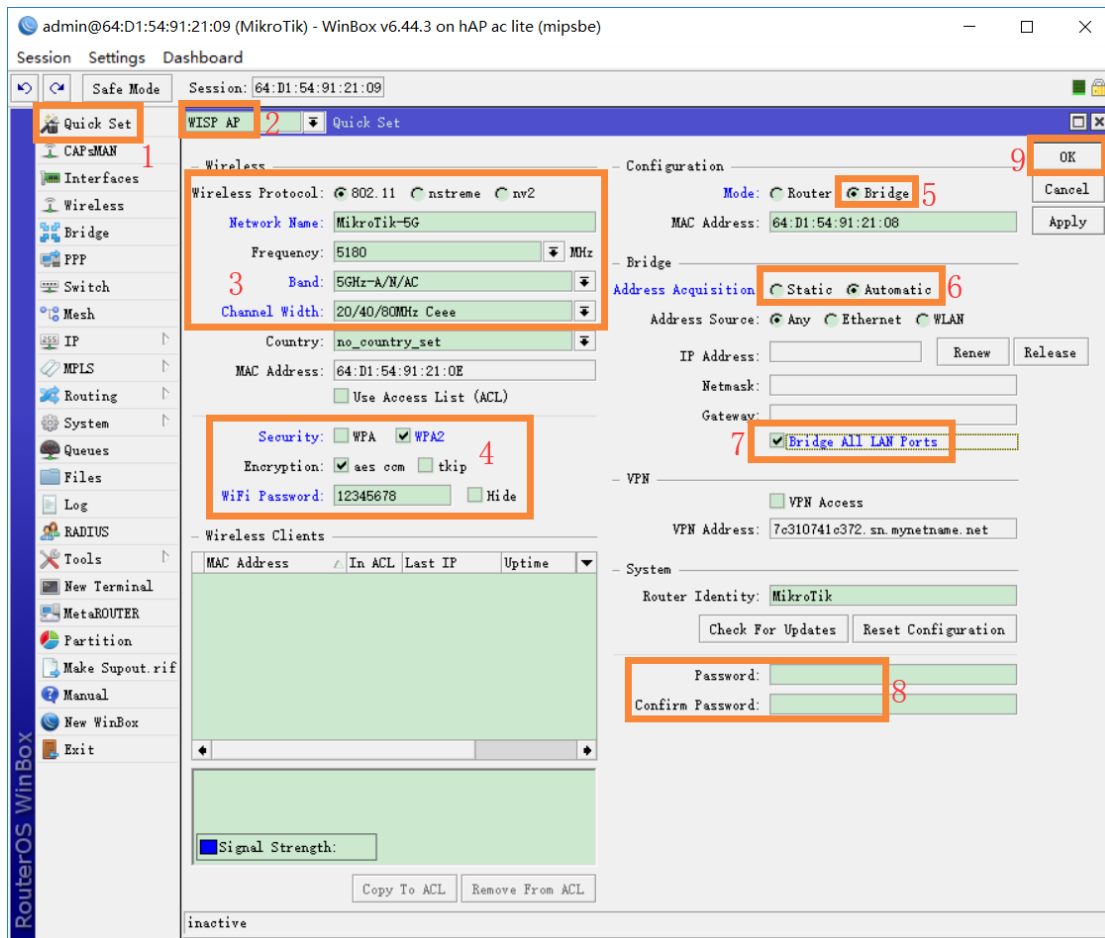 admin@64:D1:54:91:21:09 (MikroTik) - WinBox v6.44.3 on hAP ac lite (mipsbe)
Session Settings Dashboard
Safe Mode Session: 64:D1:54:91:21:09
Quick Set
1
CAPsMAN
Interfaces
Wireless
Bridge
PPP
Switch
Mesh
IP
MPLS
Routing
System
Queues
Files
Log
RADIUS
Tools
New Terminal
MetaROUTER
Partition
Make Supout.rif
Manual
New WinBox
Exit
RouterOS WinBox
WISP AP 2 Quick Set
Wireless
Wireless Protocol: 802.11 nstreme nv2
Network Name: MikroTik-5G
Frequency: 5180 MHz
3
Band: 5GHz-A/N/AC
Channel Width: 20/40/80MHz Ceee
Country: no_country_set
MAC Address: 64:D1:54:91:21:0E
Use Access List (ACL)
Security: WPA WPA2
4
Encryption: aes ccm tkip
WiFi Password: 12345678 Hide
Wireless Clients
MAC Address In ACL Last IP Uptime
Signal Strength:
Copy To ACL Remove From ACL
inactive
Configuration
Mode: Router Bridge 5
MAC Address: 64:D1:54:91:21:08
Bridge
Address Acquisition Static Automatic 6
Address Source: Any Ethernet WLAN
IP Address: Renew Release
Netmask:
Gateway:
7 Bridge All LAN Ports
VPN
VPN Access
VPN Address: 7c310741c372.sn.mynetname.net
System
Router Identity: MikroTik
Check For Updates Reset Configuration
Password:
8
Confirm Password:
9 OK
Cancel
Apply